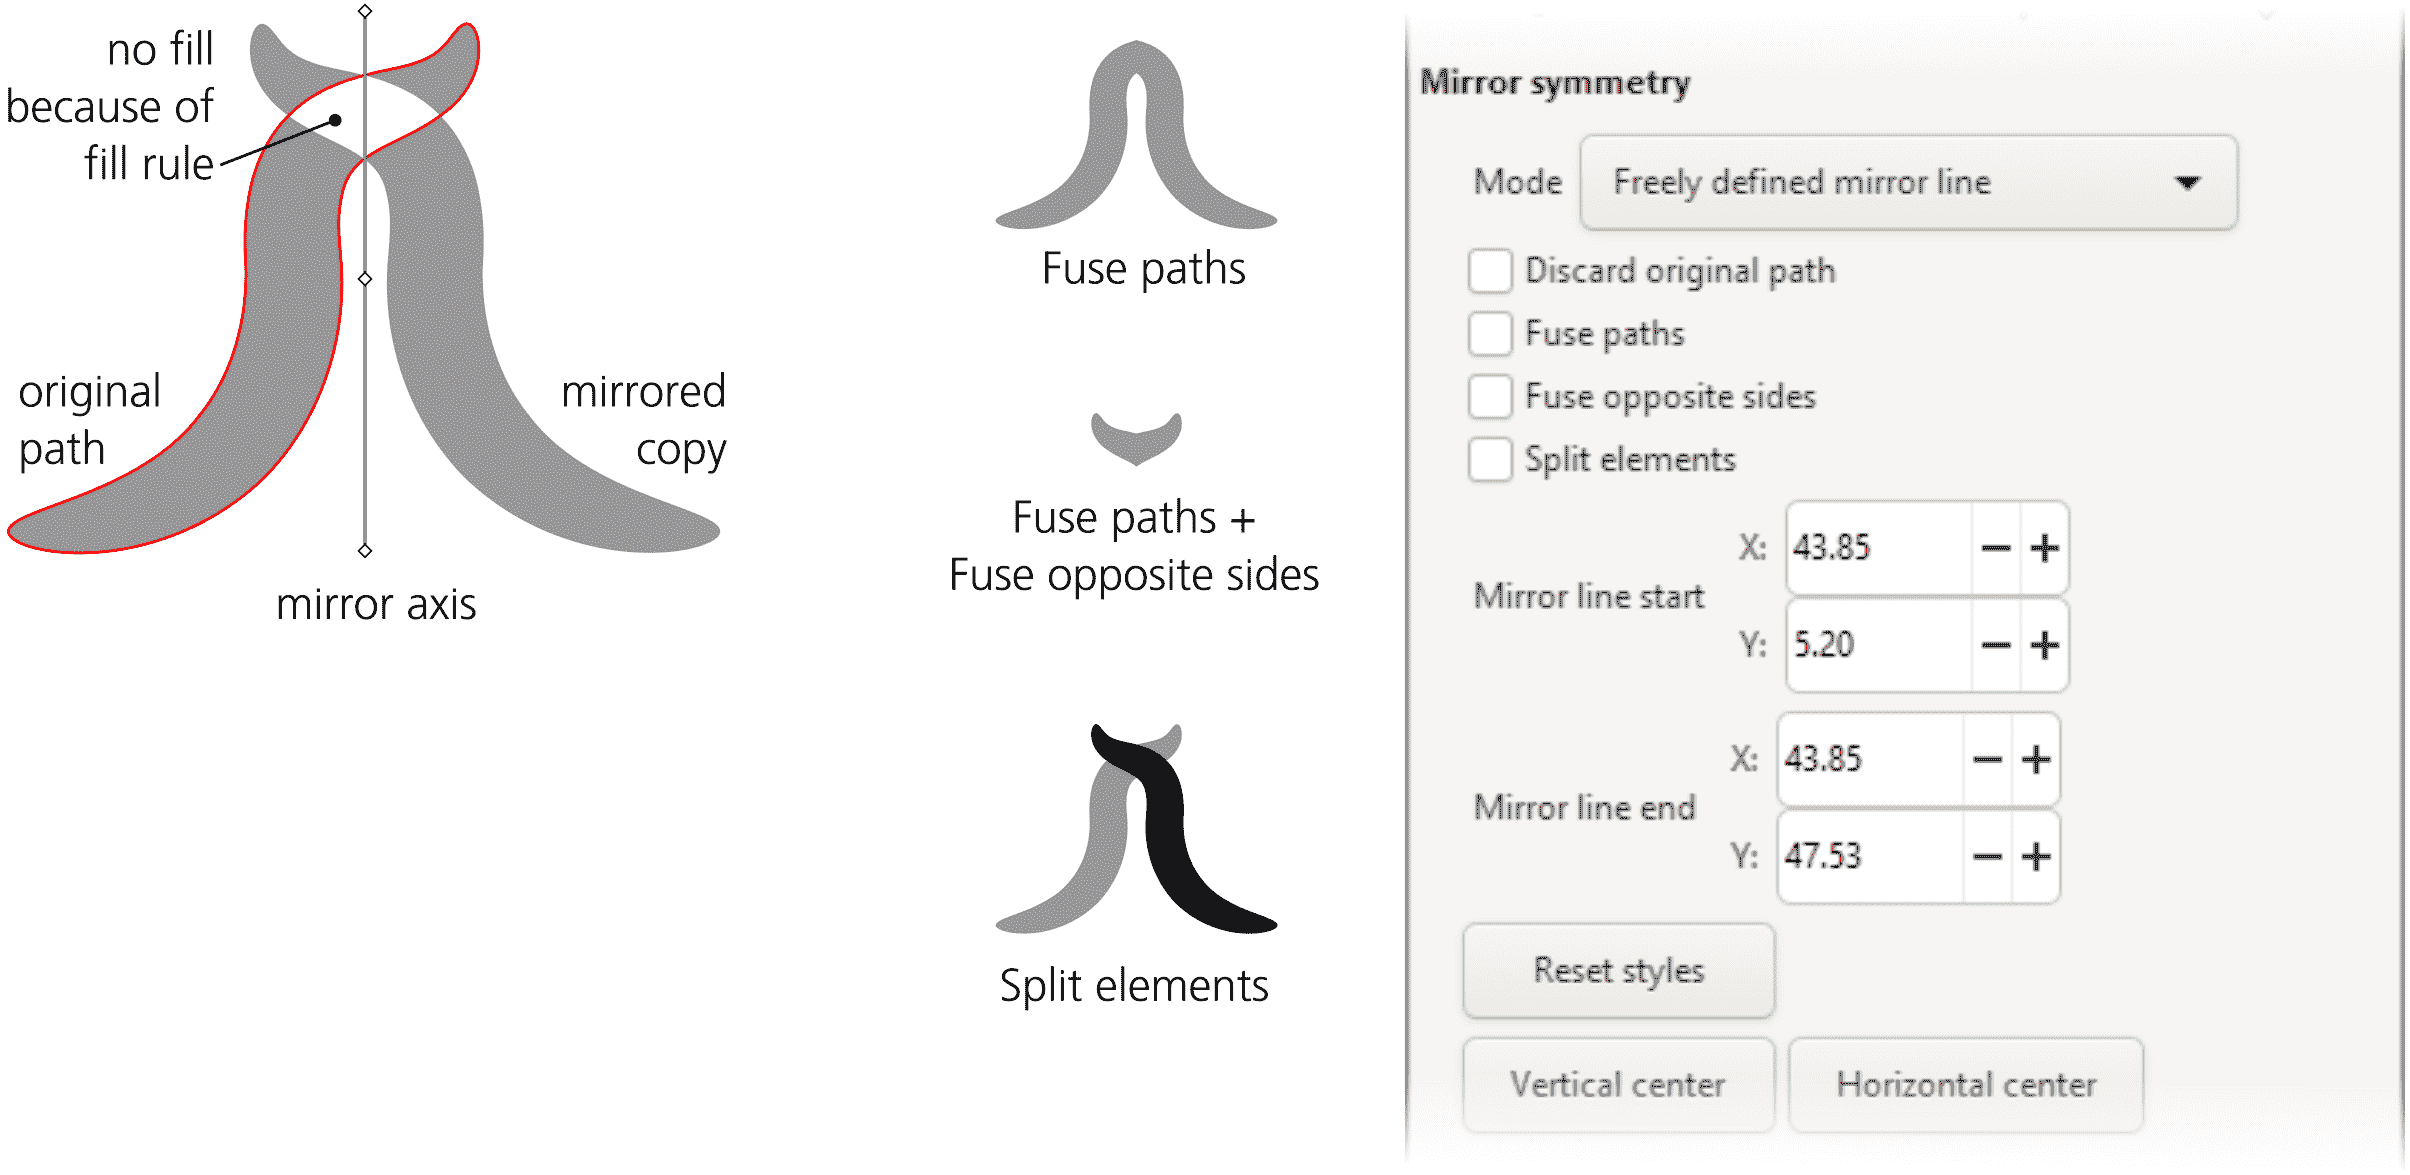 no fill
because of
fill rule
original
path
mirrored
copy
mirror axis
Fuse paths
Fuse paths +
Fuse opposite sides
Split elements
Mirror symmetry
Mode Freely defined mirror line
Discard original path
Fuse paths
Fuse opposite sides
Split elements
Mirror line start
X: 43.85 − +
Y: 5.20 − +
Mirror line end
X: 43.85 − +
Y: 47.53 − +
Reset styles
Vertical center Horizontal center